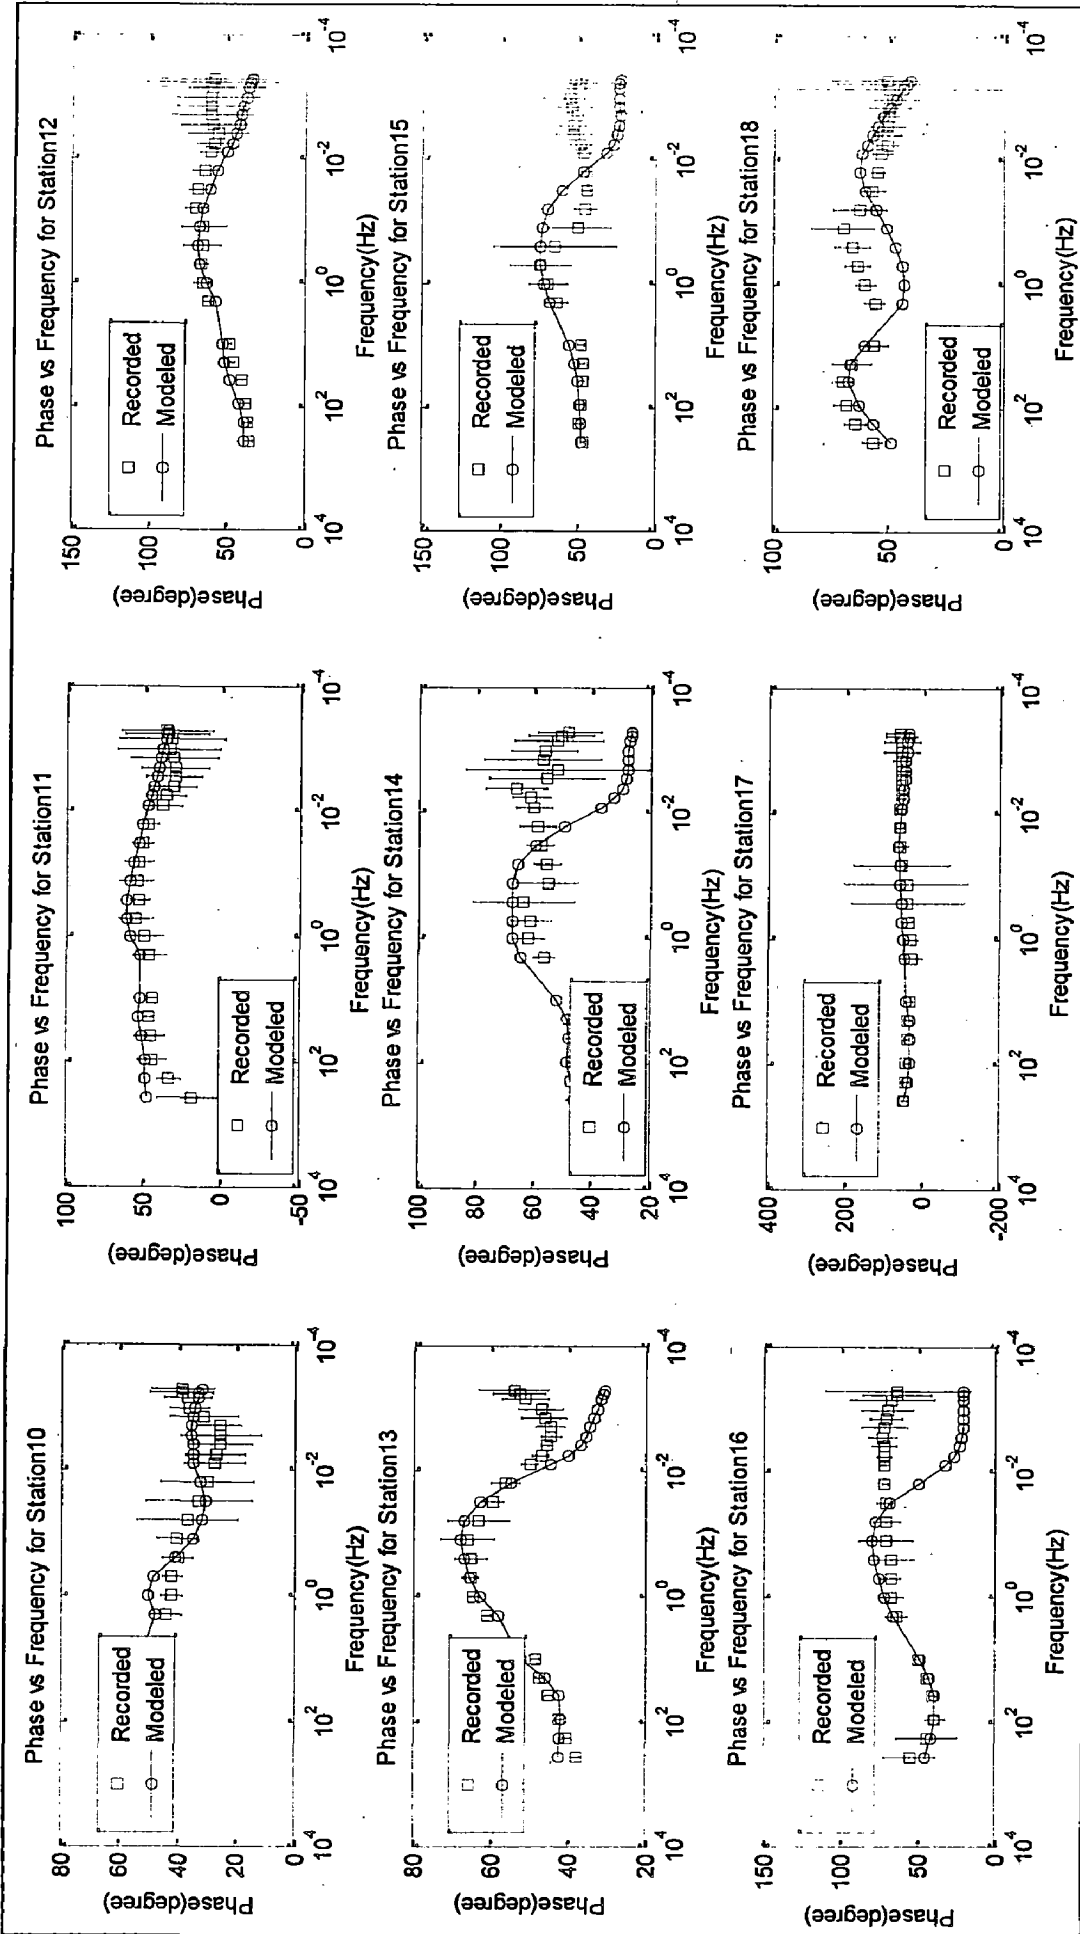 Phase vs Frequency for Station10
Phase(degree)
80
60
40
20
0
10^4
10^2
10^0
10^-2
10^-4
Frequency(Hz)
Recorded
Modeled
Phase vs Frequency for Station11
Phase(degree)
100
50
0
-50
10^4
10^2
10^0
10^-2
10^-4
Frequency(Hz)
Recorded
Modeled
Phase vs Frequency for Station12
Phase(degree)
150
100
50
0
10^4
10^2
10^0
10^-2
10^-4
Frequency(Hz)
Recorded
Modeled
Phase vs Frequency for Station13
Phase(degree)
80
60
40
20
10^4
10^2
10^0
10^-2
10^-4
Frequency(Hz)
Recorded
Modeled
Phase vs Frequency for Station14
Phase(degree)
100
80
60
40
20
10^4
10^2
10^0
10^-2
10^-4
Frequency(Hz)
Recorded
Modeled
Phase vs Frequency for Station15
Phase(degree)
150
100
50
0
10^4
10^2
10^0
10^-2
10^-4
Frequency(Hz)
Recorded
Modeled
Phase vs Frequency for Station16
Phase(degree)
150
100
50
0
10^4
10^2
10^0
10^-2
10^-4
Frequency(Hz)
Recorded
Modeled
Phase vs Frequency for Station17
Phase(degree)
400
200
0
-200
10^4
10^2
10^0
10^-2
10^-4
Frequency(Hz)
Recorded
Modeled
Phase vs Frequency for Station18
Phase(degree)
100
50
0
10^4
10^2
10^0
10^-2
10^-4
Frequency(Hz)
Recorded
Modeled